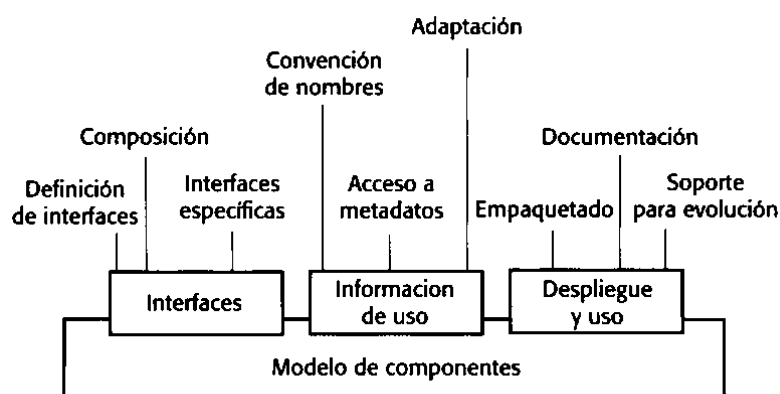 Adaptación
Convención
de nombres
Composición
Documentación
Definición
de interfaces
Interfaces
específicas
Acceso a
metadatos
Empaquetado
Soporte
para evolución
Interfaces
Informacion
de uso
Despliegue
y uso
Modelo de componentes